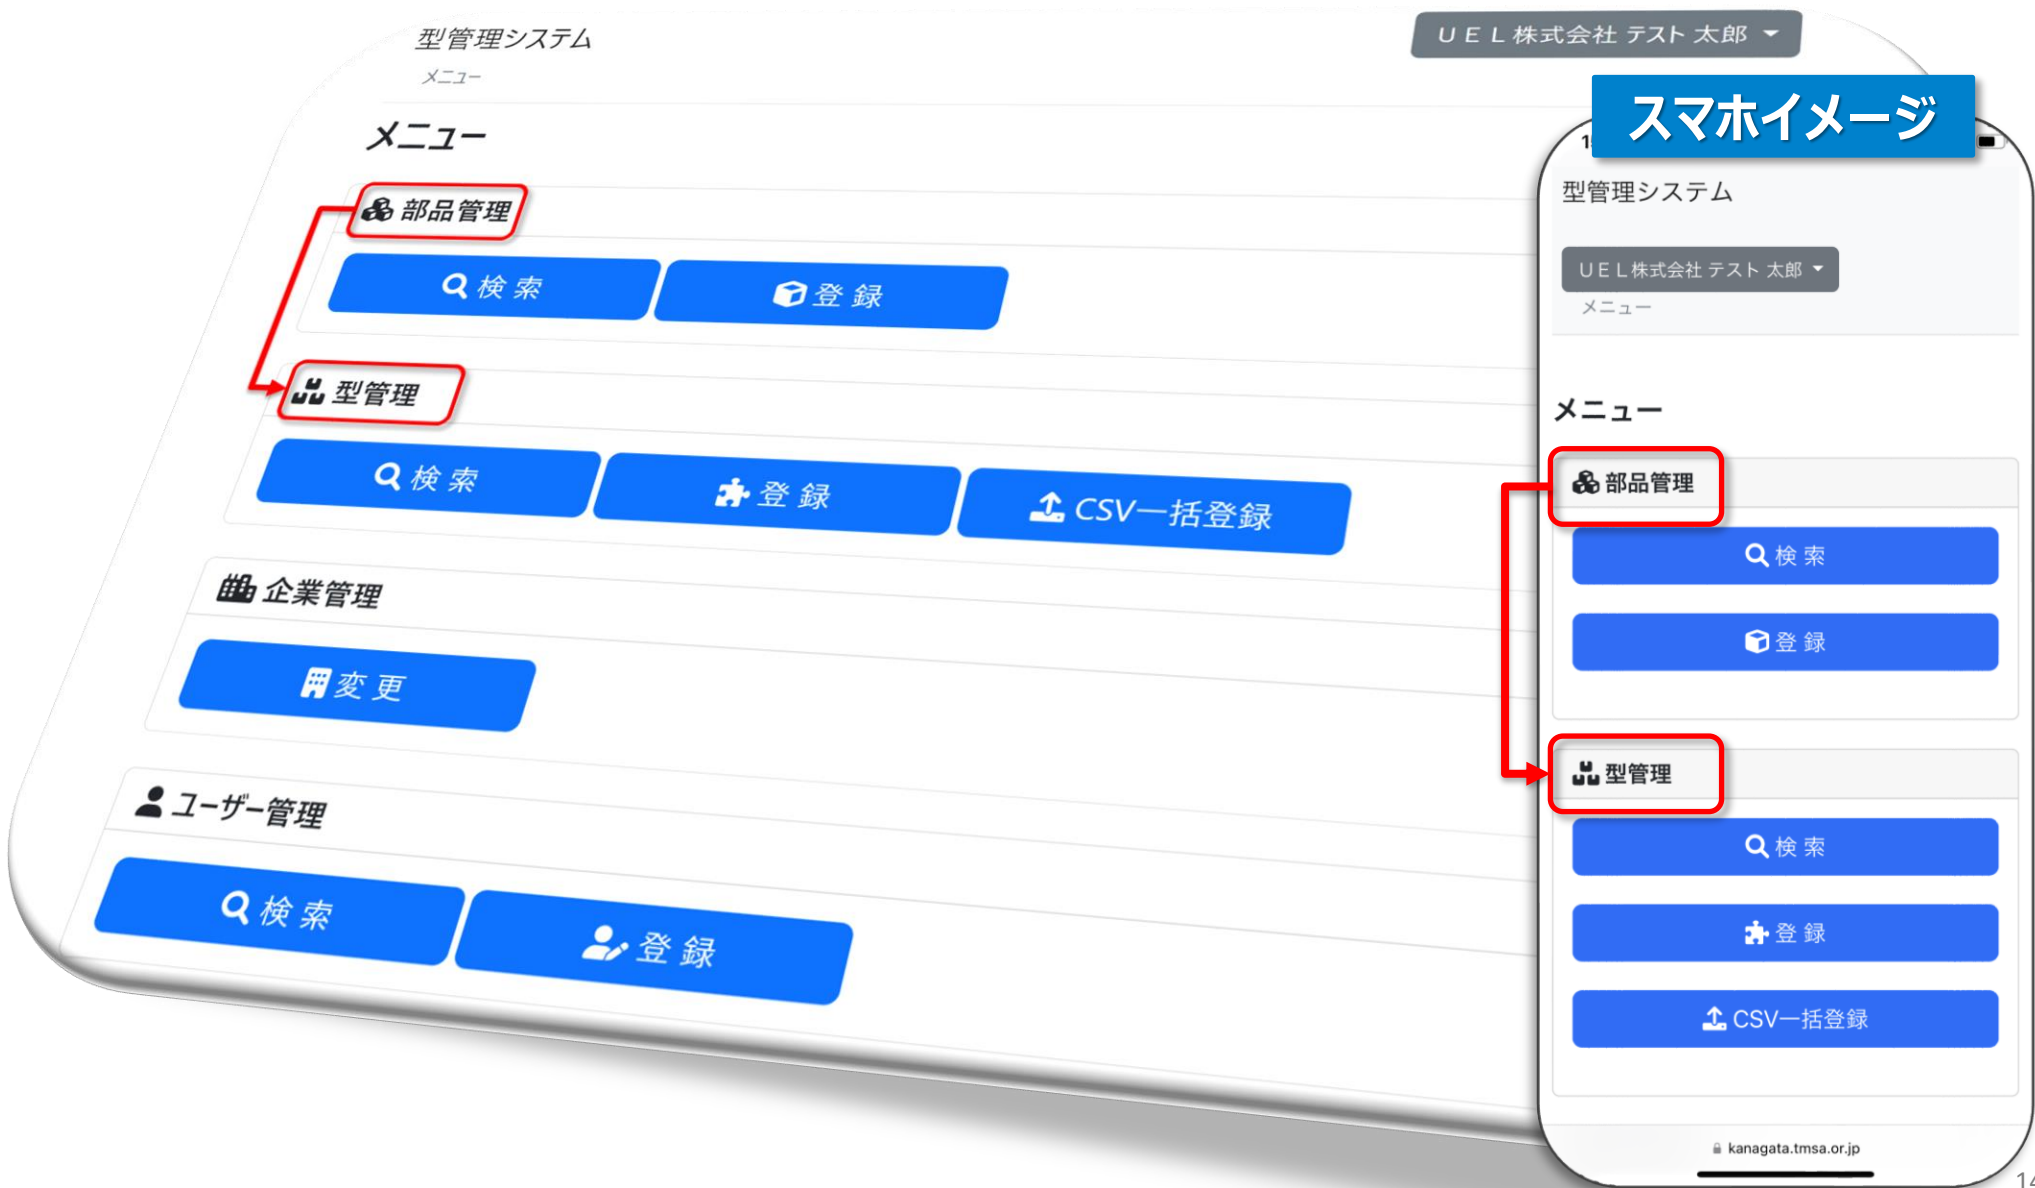 型管理システム
UEL株式会社 テスト 太郎
メニュー
メニュー
部品管理
検索
登録
型管理
検索
登録
CSV一括登録
企業管理
変更
ユーザー管理
検索
登録
スマホイメージ
型管理システム
UEL株式会社 テスト 太郎
メニュー
メニュー
部品管理
検索
登録
型管理
検索
登録
CSV一括登録
kanagata.tmsa.or.jp